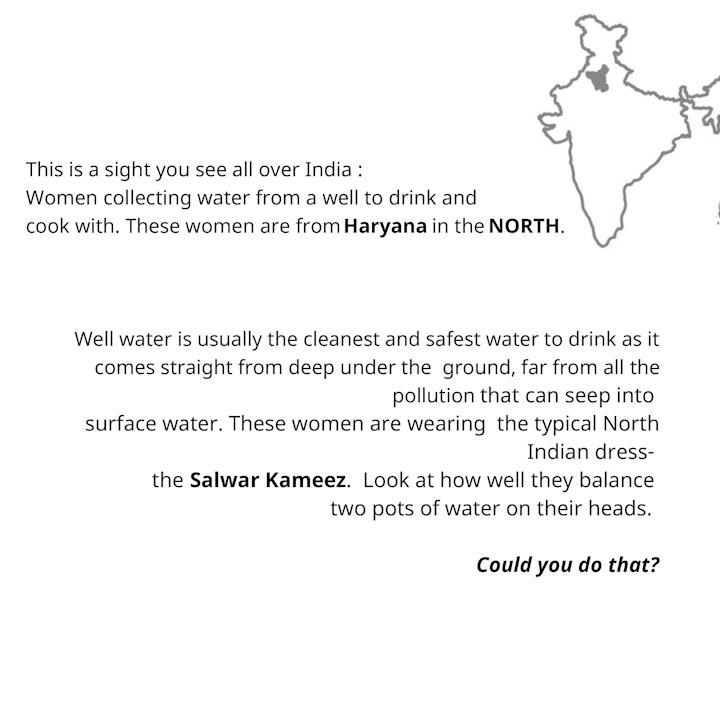 This is a sight you see all over India :
Women collecting water from a well to drink and
cook with. These women are from Haryana in the NORTH.
Well water is usually the cleanest and safest water to drink as it
comes straight from deep under the  ground, far from all the
pollution that can seep into
surface water. These women are wearing  the typical North
Indian dress-
the Salwar Kameez.  Look at how well they balance
two pots of water on their heads.
Could you do that?